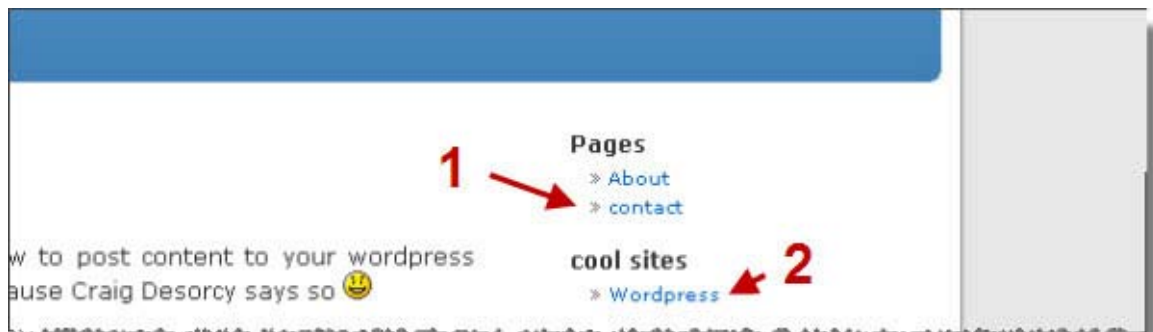 Pages
1
» About
» contact
w to post content to your wordpress
ause Craig Desorcy says so
cool sites
2
» Wordpress